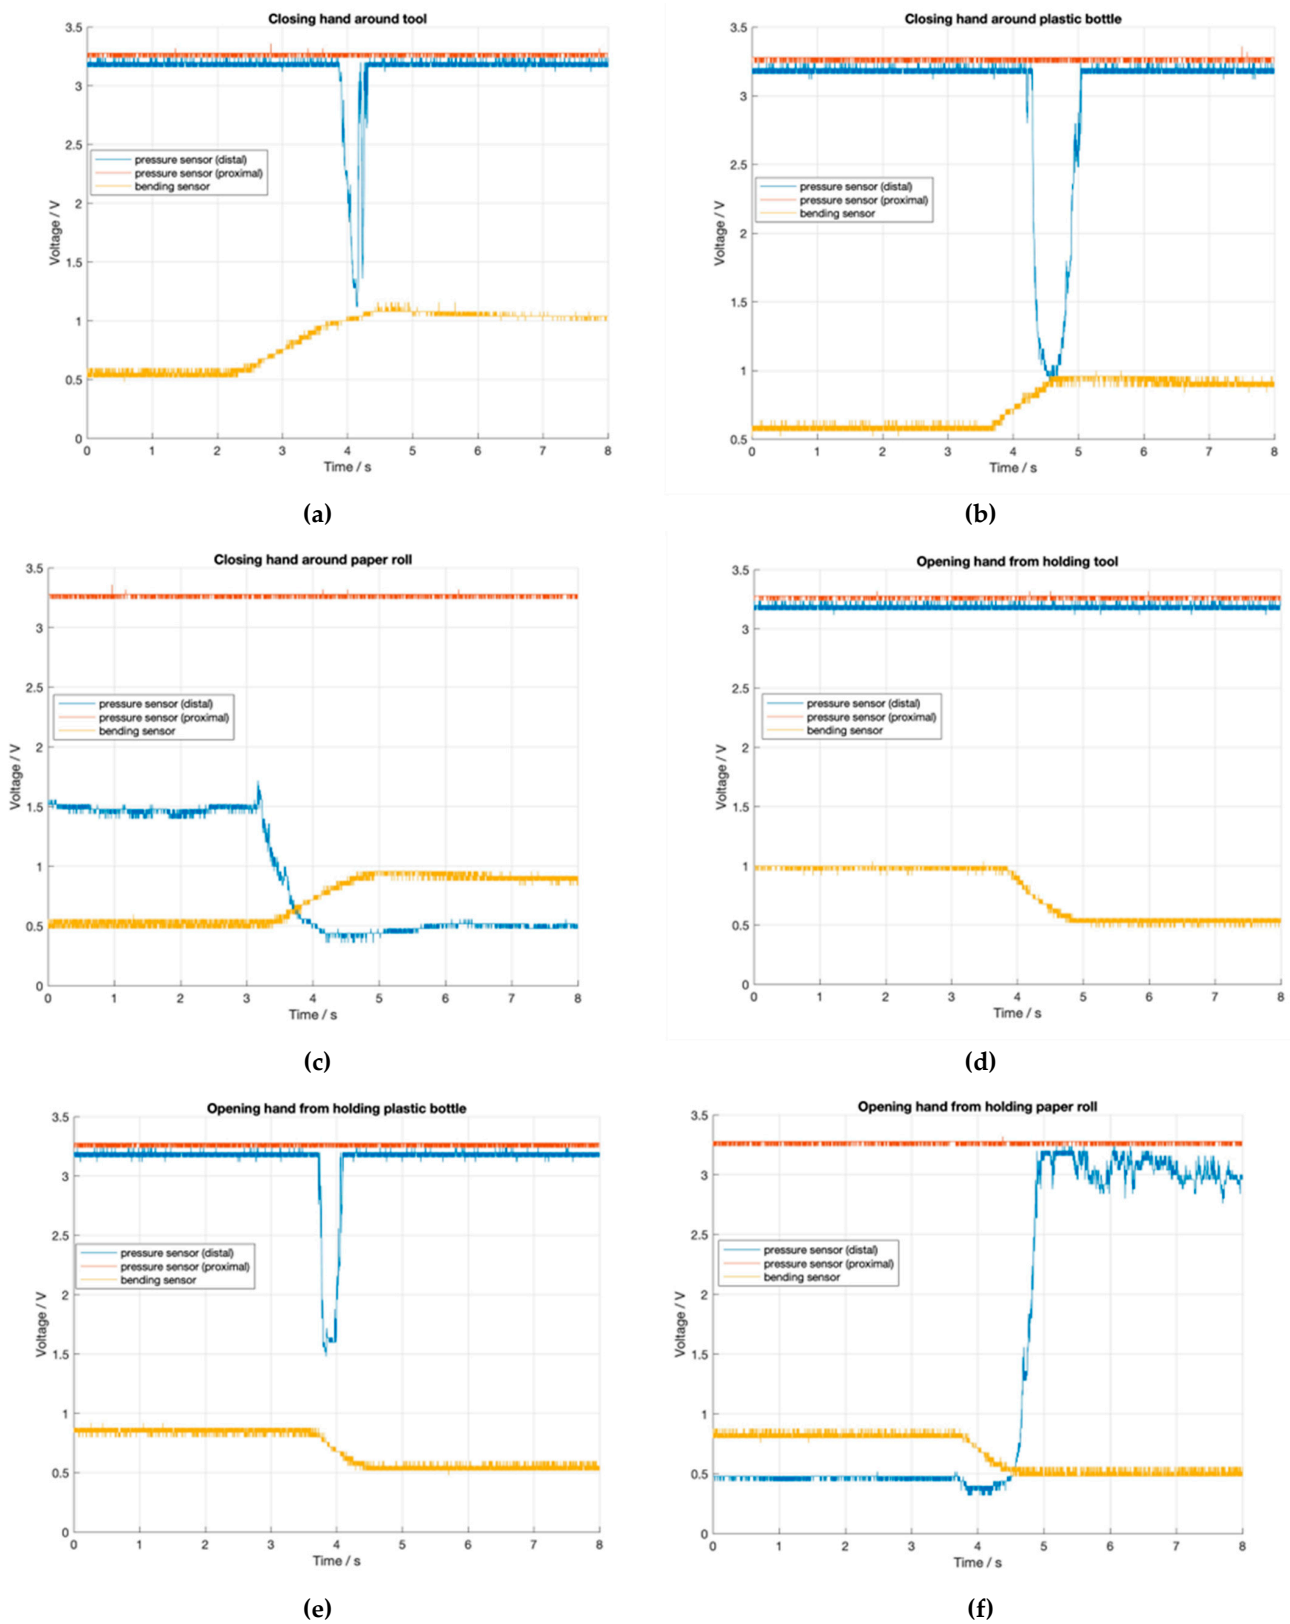 Closing hand around tool
3.5
3
2.5
2
1.5
1
0.5
0
Voltage / V
pressure sensor (distal)
pressure sensor (proximal)
bending sensor
0 1 2 3 4 5 6 7 8
Time / s
(a)
Closing hand around plastic bottle
3.5
3
2.5
2
1.5
1
0.5
Voltage / V
pressure sensor (distal)
pressure sensor (proximal)
bending sensor
0 1 2 3 4 5 6 7 8
Time / s
(b)
Closing hand around paper roll
3.5
3
2.5
2
1.5
1
0.5
0
Voltage / V
pressure sensor (distal)
pressure sensor (proximal)
bending sensor
0 1 2 3 4 5 6 7 8
Time / s
(c)
Opening hand from holding tool
3.5
3
2.5
2
1.5
1
0.5
0
Voltage / V
pressure sensor (distal)
pressure sensor (proximal)
bending sensor
0 1 2 3 4 5 6 7 8
Time / s
(d)
Opening hand from holding plastic bottle
3.5
3
2.5
2
1.5
1
0.5
0
Voltage / V
pressure sensor (distal)
pressure sensor (proximal)
bending sensor
0 1 2 3 4 5 6 7 8
Time / s
(e)
Opening hand from holding paper roll
3.5
3
2.5
2
1.5
1
0.5
0
Voltage / V
pressure sensor (distal)
pressure sensor (proximal)
bending sensor
0 1 2 3 4 5 6 7 8
Time / s
(f)